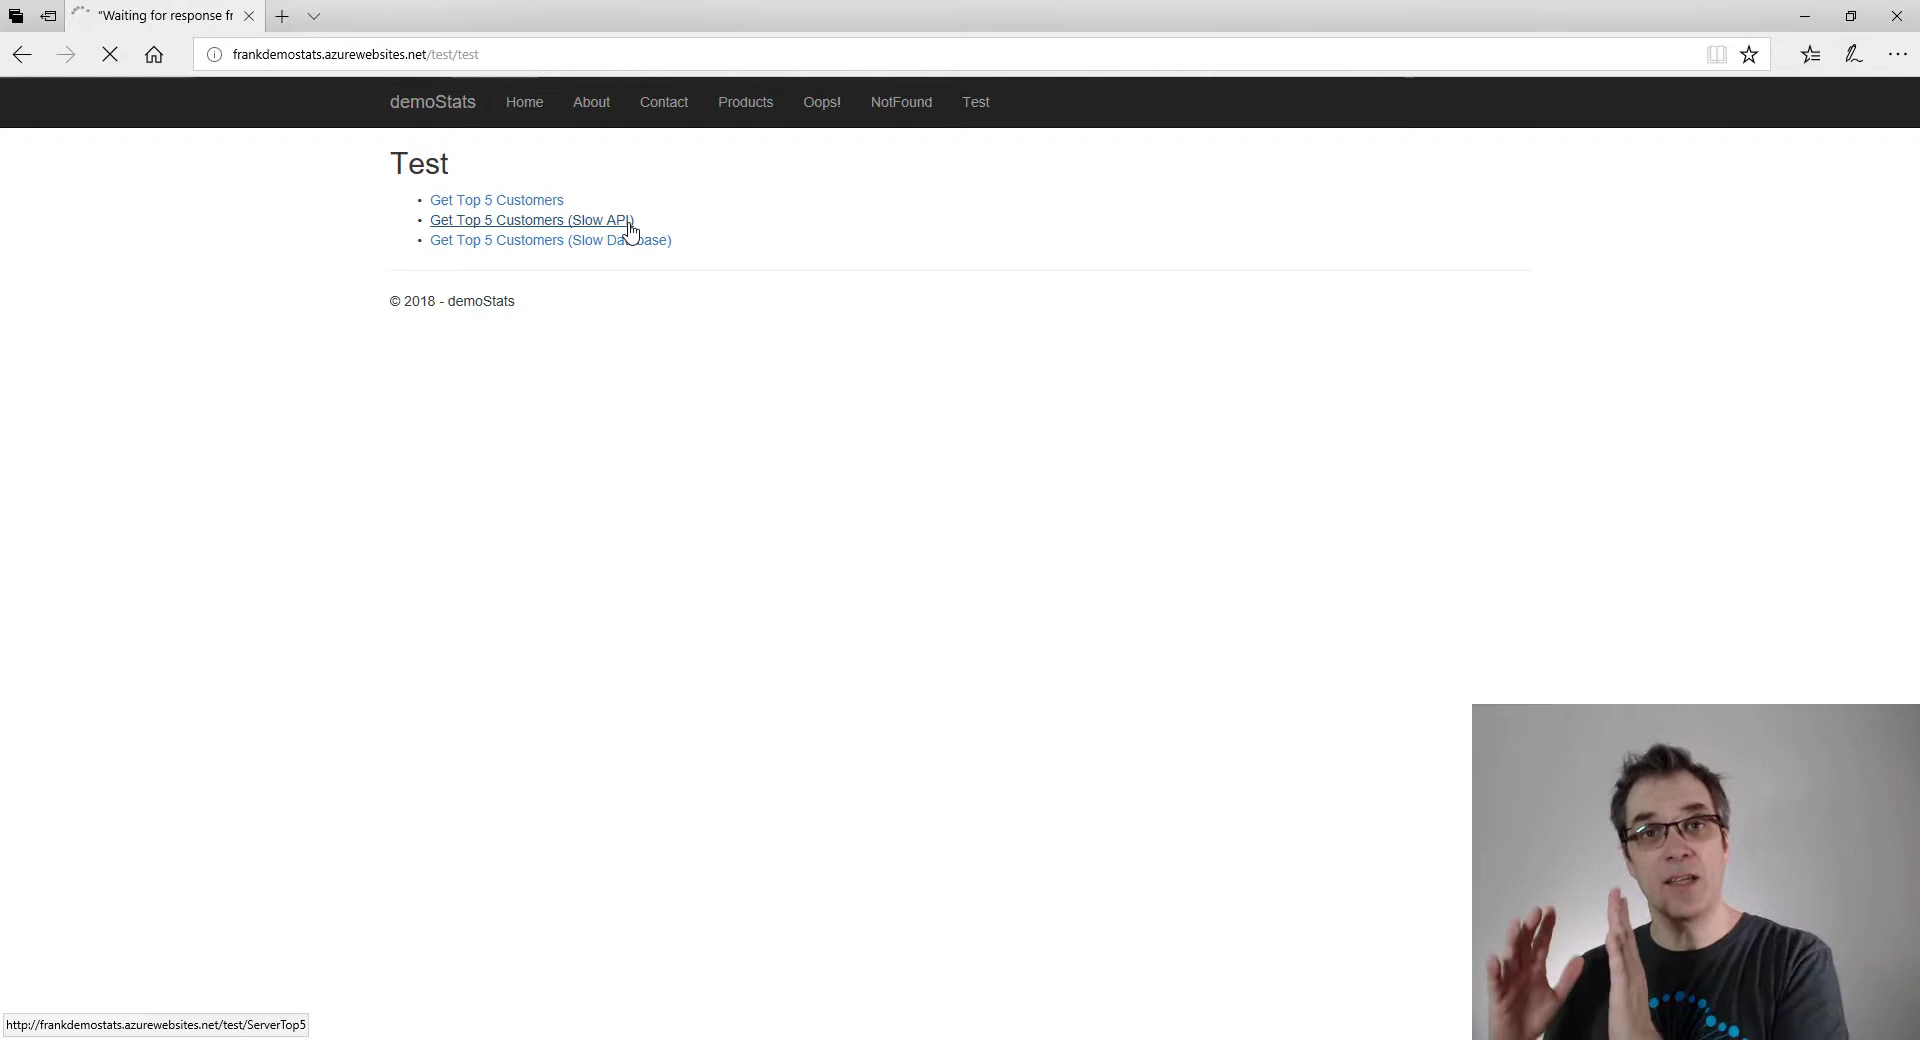 "Waiting for response fr
frankdemostats.azurewebsites.net/test/test
demoStats Home About Contact Products Oops! NotFound Test
Test
• Get Top 5 Customers
• Get Top 5 Customers (Slow API)
• Get Top 5 Customers (Slow Da base)
© 2018 - demoStats
http://frankdemostats.azurewebsites.net/test/ServerTop5